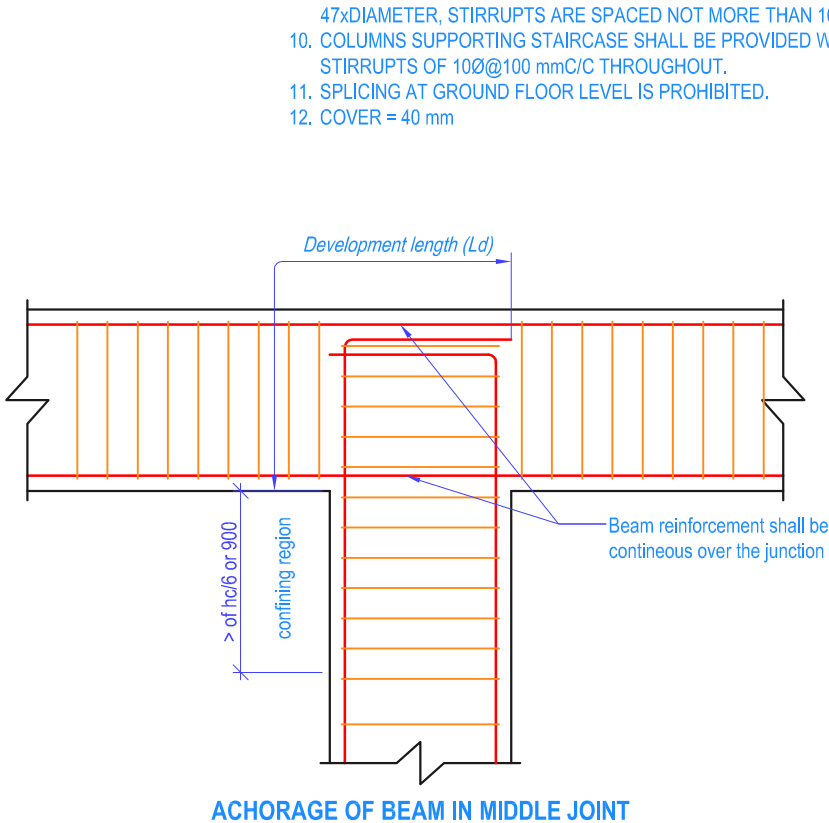 47xDIAMETER, STIRRUPTS ARE SPACED NOT MORE THAN
10. COLUMNS SUPPORTING STAIRCASE SHALL BE PROVIDED
STIRRUPTS OF 10Ø@100 mmC/C THROUGHOUT.
11. SPLICING AT GROUND FLOOR LEVEL IS PROHIBITED.
12. COVER = 40 mm
Development length (Ld)
> of hc/6 or 900
confining region
Beam reinforcement shall be
contineous over the junction
ACHORAGE OF BEAM IN MIDDLE JOINT